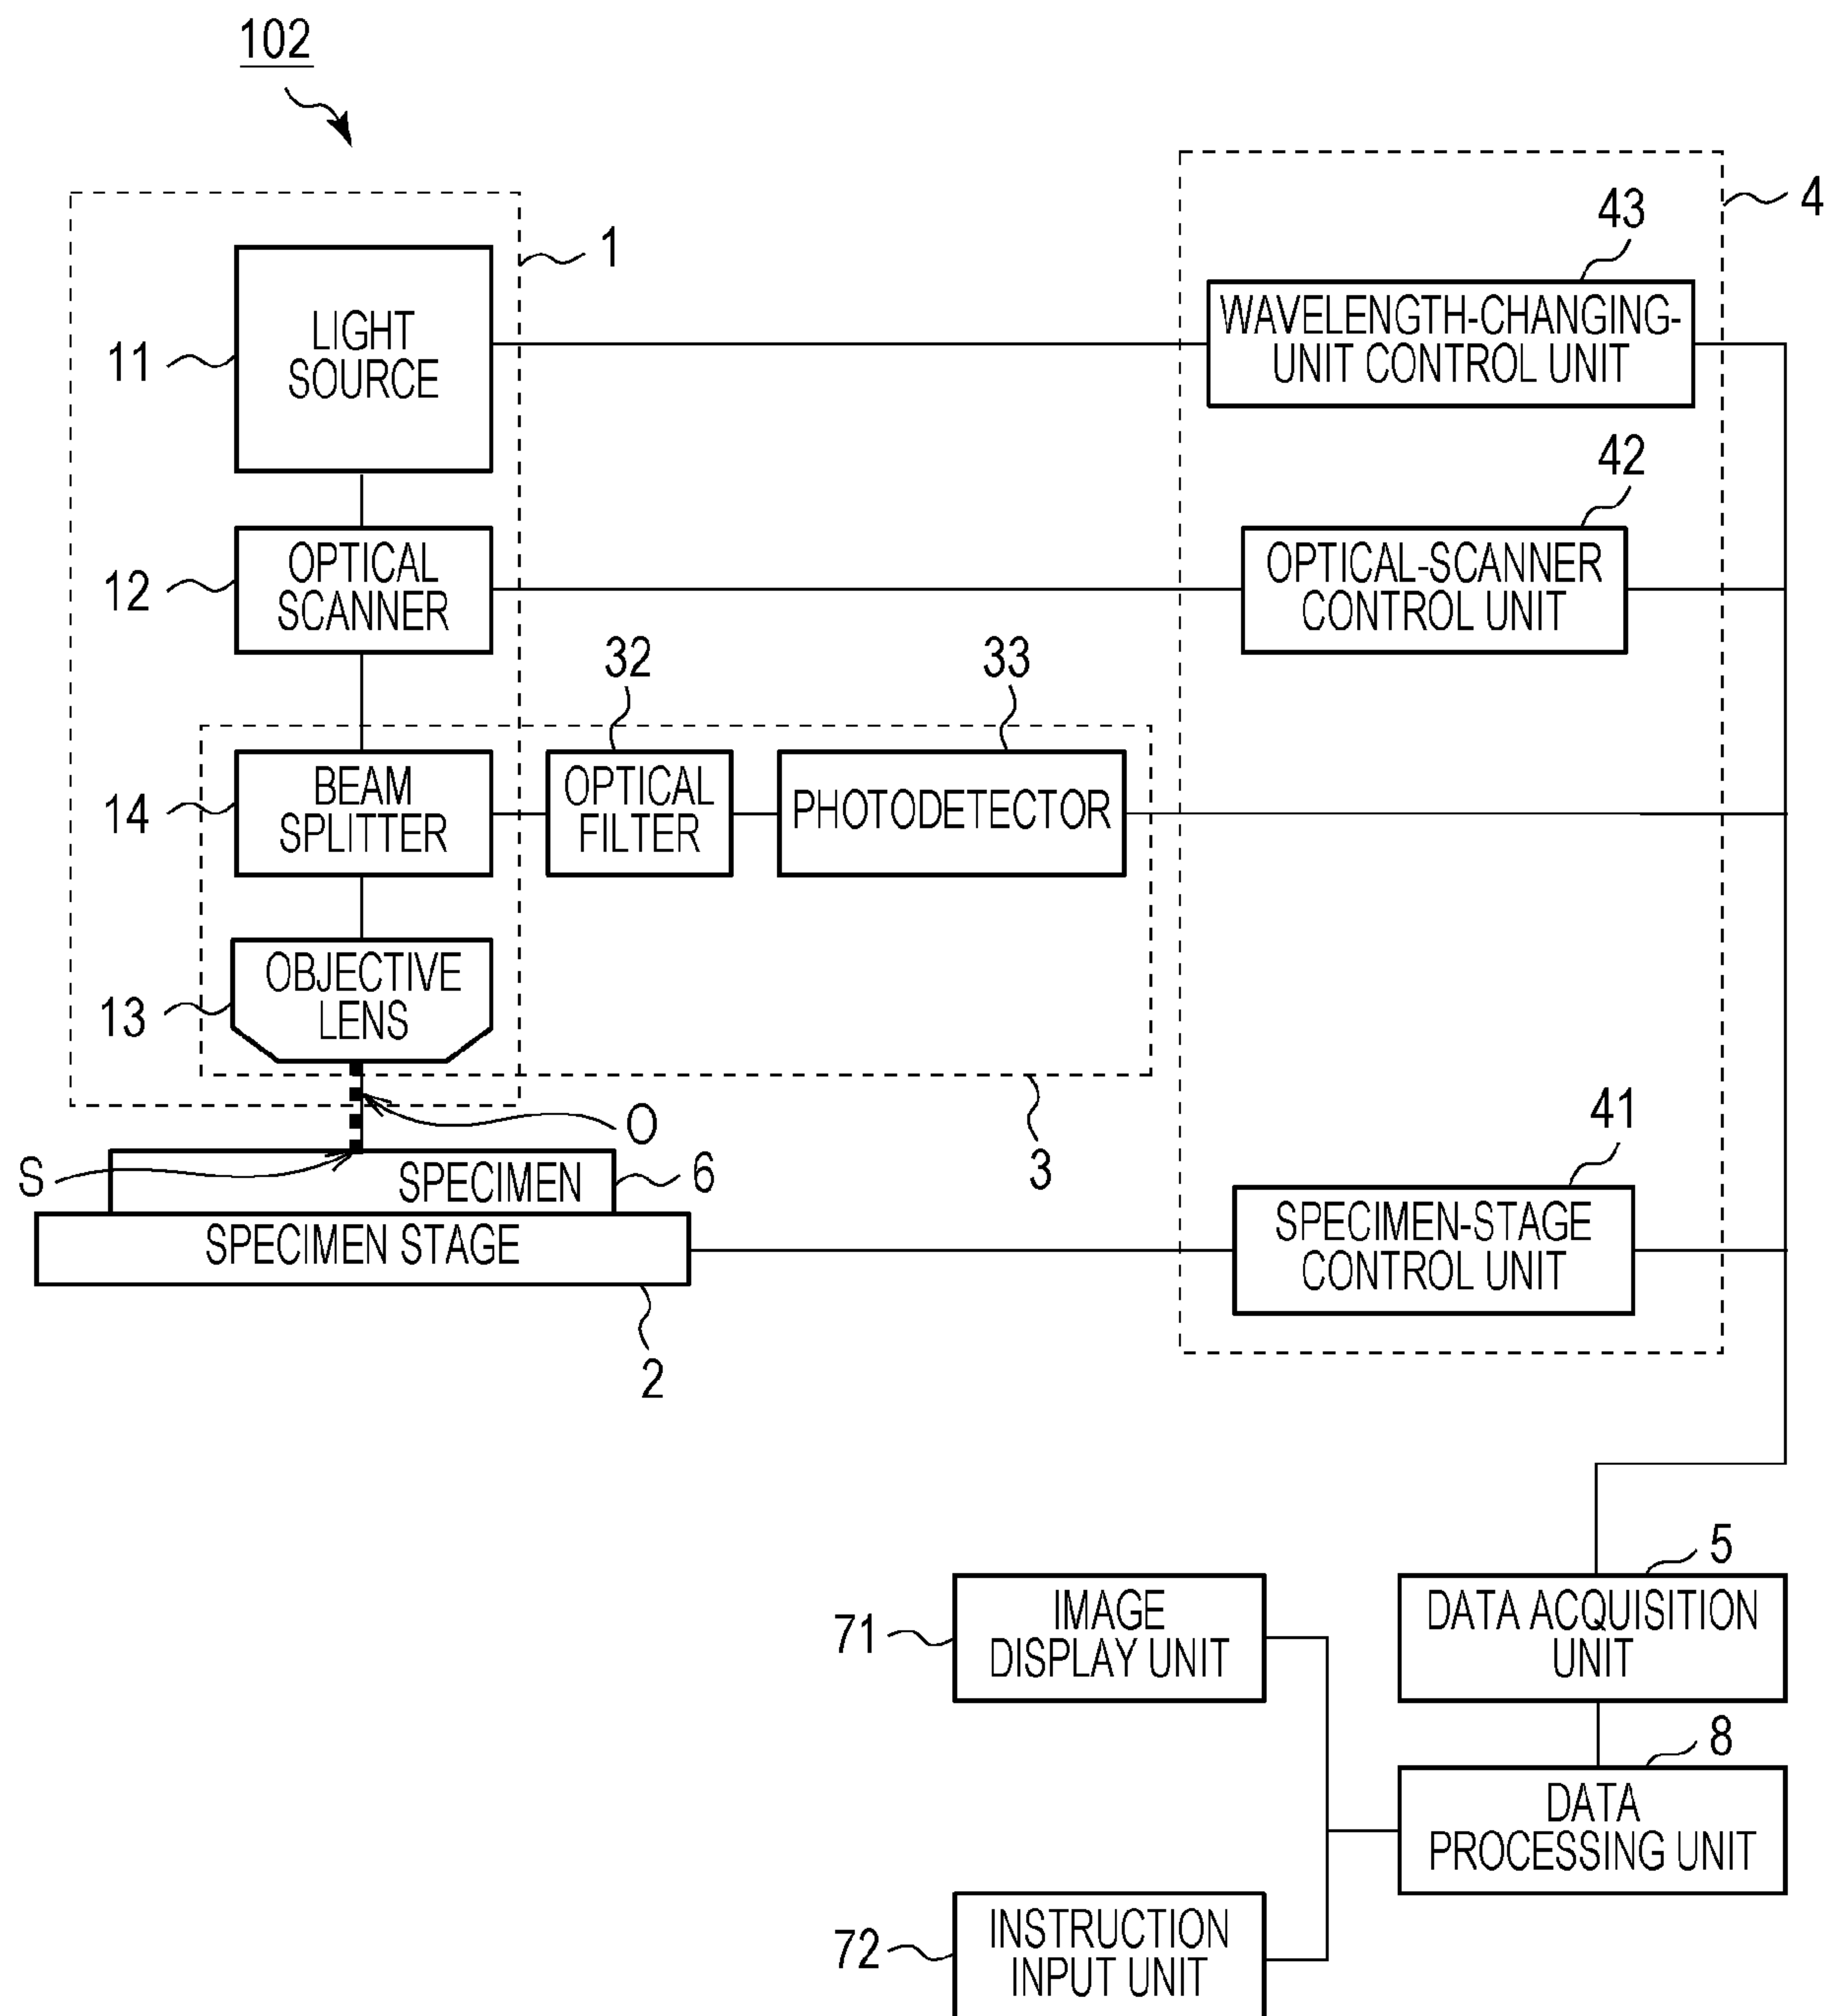 102
4
43
1
LIGHT
SOURCE
11
WAVELENGTH-CHANGING-
UNIT CONTROL UNIT
42
OPTICAL
SCANNER
12
OPTICAL-SCANNER
CONTROL UNIT
32
33
BEAM
SPLITTER
14
OPTICAL
FILTER
PHOTODETECTOR
OBJECTIVE
LENS
13
O
41
S
SPECIMEN
6
3
SPECIMEN STAGE
SPECIMEN-STAGE
CONTROL UNIT
2
5
71
IMAGE
DISPLAY UNIT
DATA ACQUISITION
UNIT
8
DATA
PROCESSING UNIT
72
INSTRUCTION
INPUT UNIT